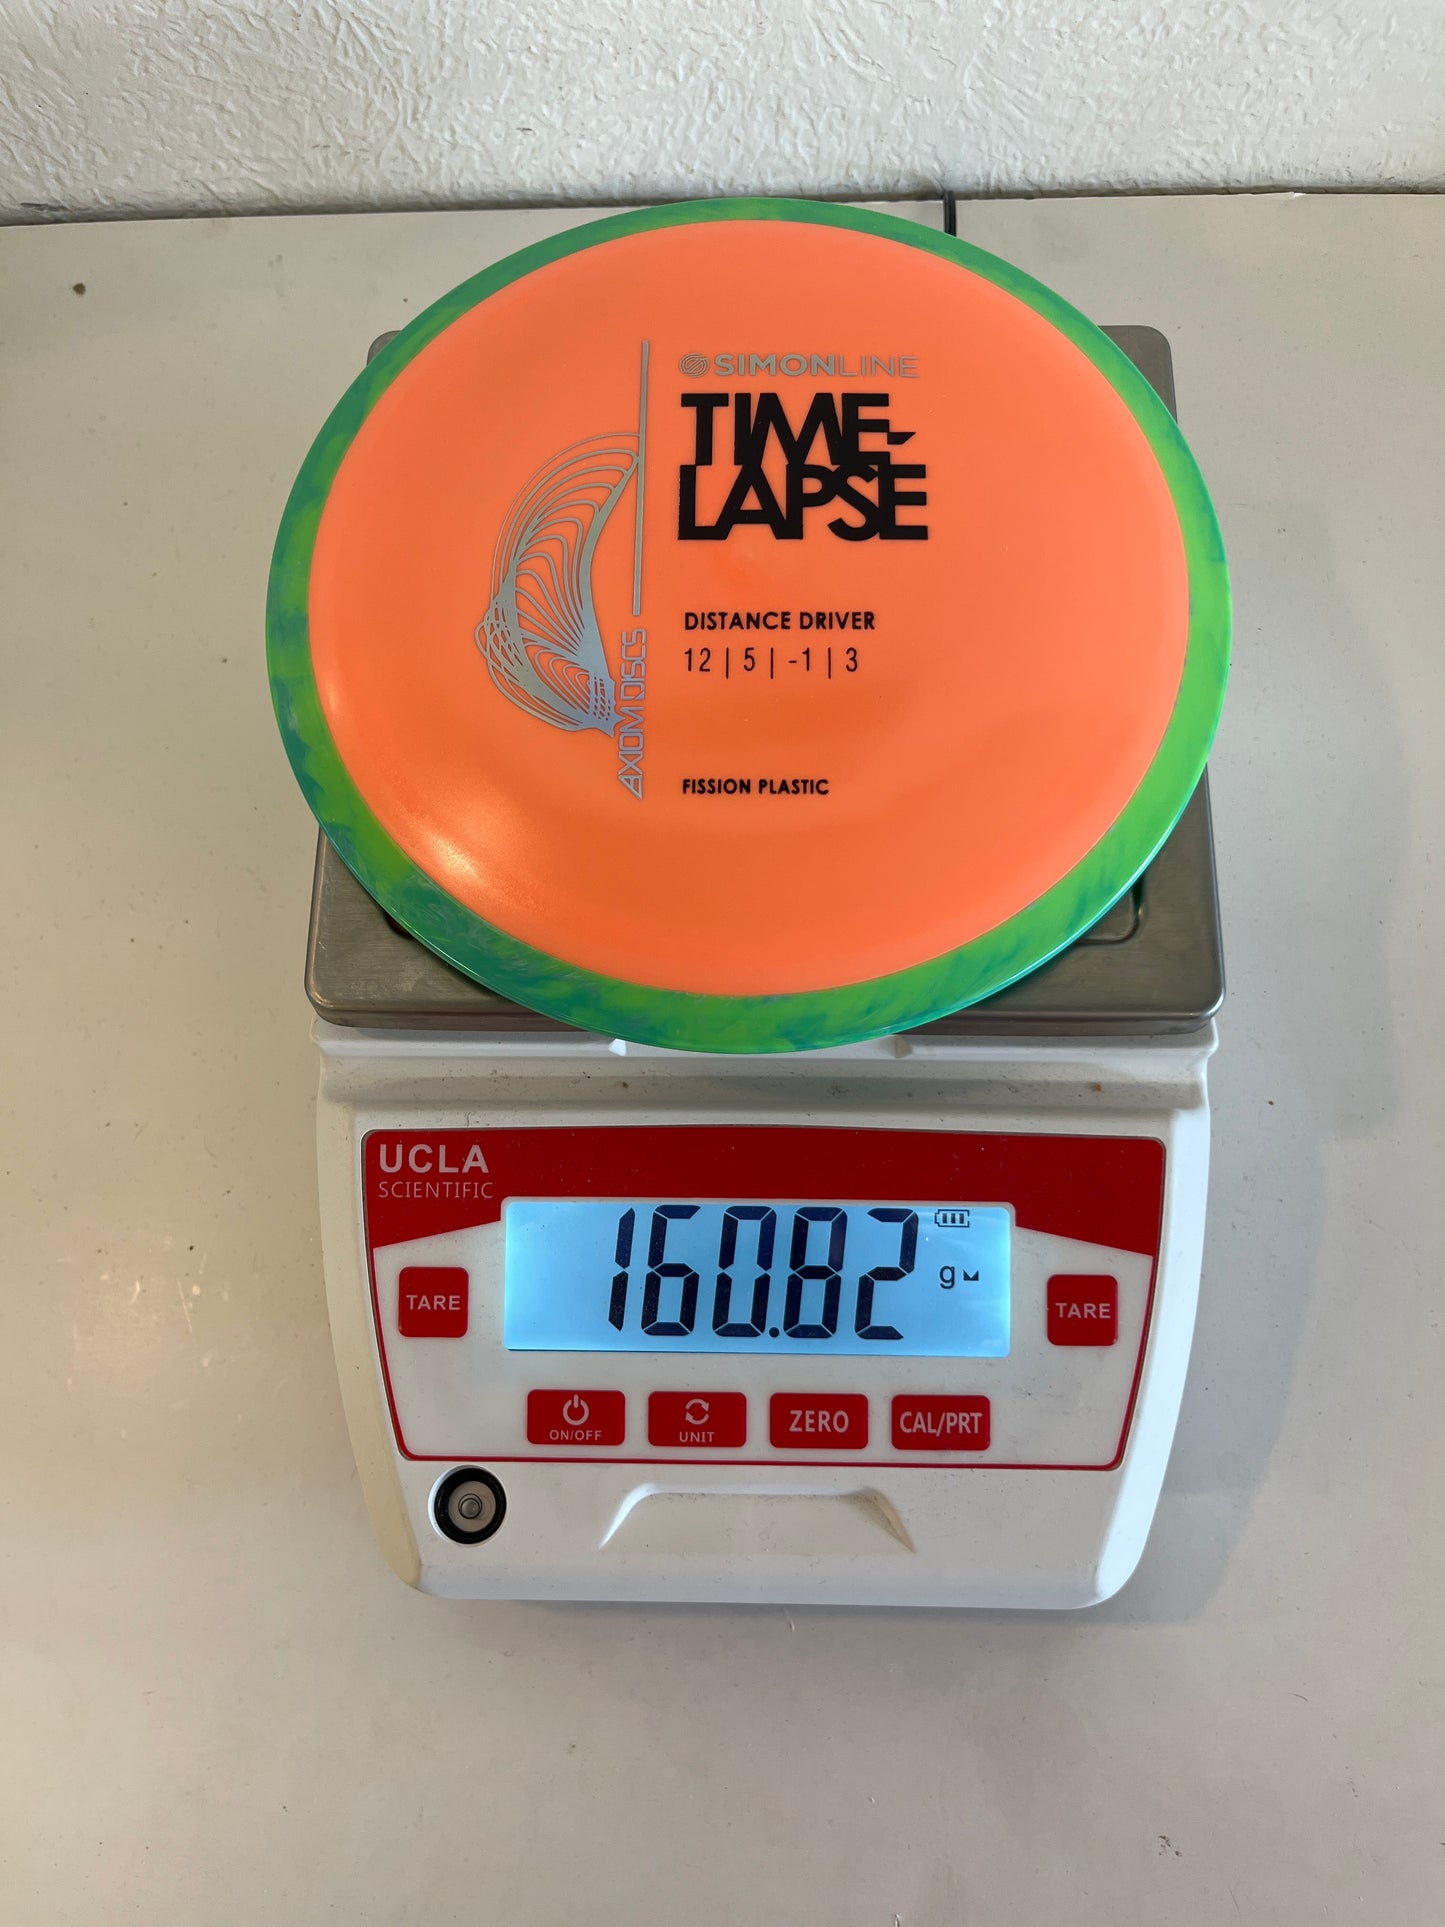 SIMONLINE
TIME-
LAPSE
DISTANCE DRIVER
12 | 5 | -1 | 3
AXIOM DISCS
FISSION PLASTIC
UCLA
SCIENTIFIC
160.82 g
TARE
TARE
ON/OFF
UNIT
ZERO
CAL/PRT